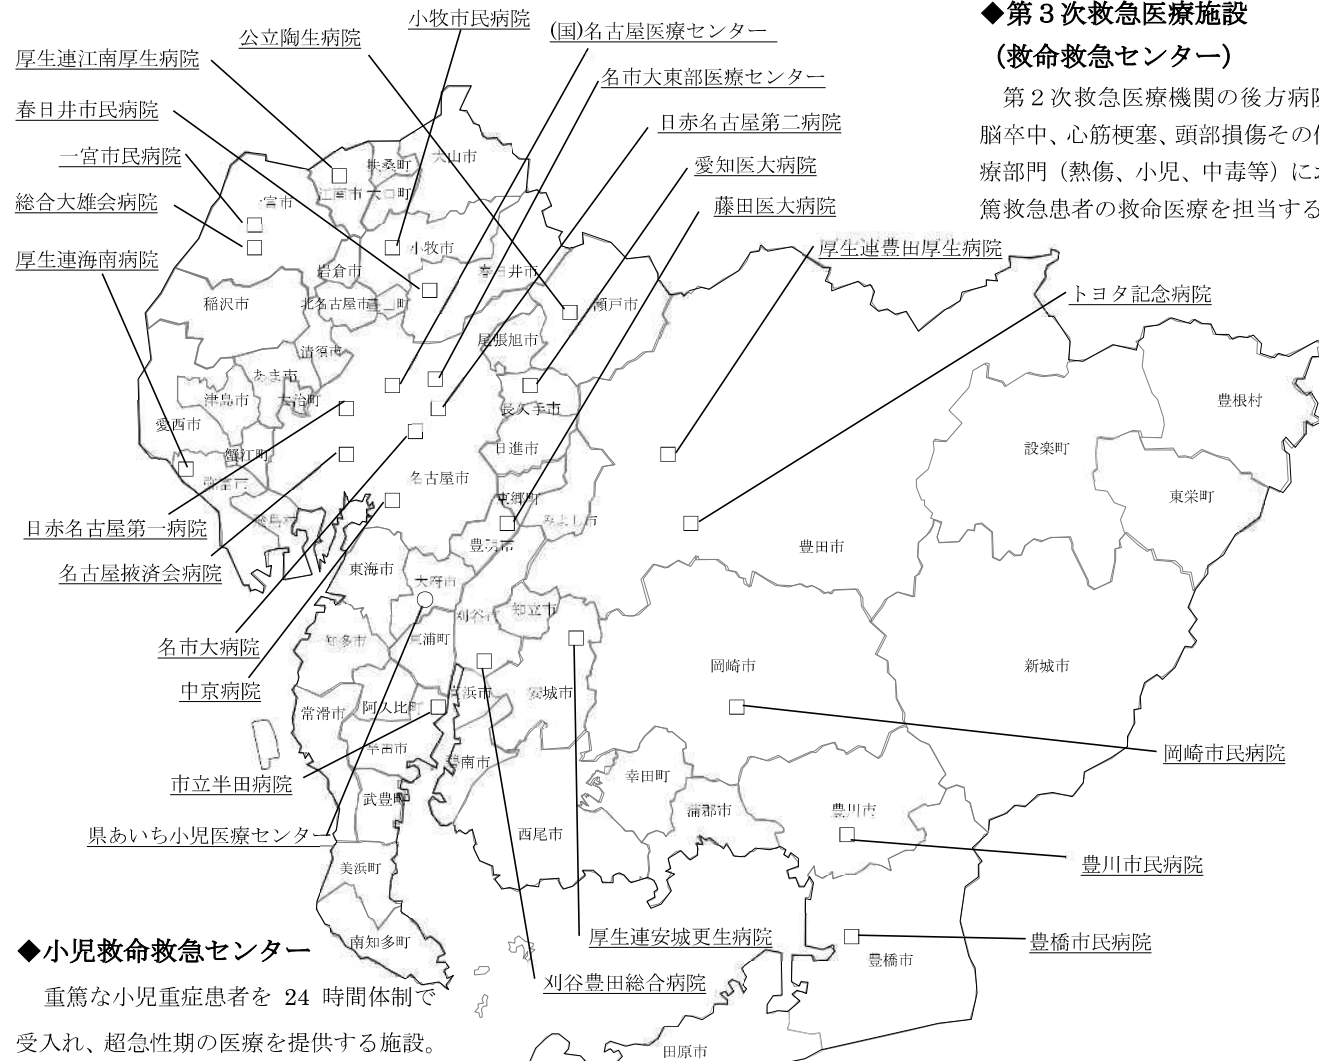 小牧市民病院
(国)名古屋医療センター
公立陶生病院
厚生連江南厚生病院
名市大東部医療センター
春日井市民病院
日赤名古屋第二病院
一宮市民病院
愛知医大病院
総合大雄会病院
藤田医大病院
厚生連海南病院
厚生連豊田厚生病院
トヨタ記念病院
◆第３次救急医療施設
（救命救急センター）
第２次救急医療機関の後方病院
脳卒中、心筋梗塞、頭部損傷その
療部門（熱傷、小児、中毒等）に
篤救急患者の救命医療を担当する
扶桑町
犬山市
江南市
大口町
一宮市
小牧市
岩倉市
春日井市
稲沢市
北名古屋市
瀬戸市
清須市
尾張旭市
あま市
津島市
大治町
愛西市
長久手市
豊根村
日進市
設楽町
蟹江町
名古屋市
弥富市
東郷町
東栄町
みよし市
豊明市
豊田市
東海市
大府市
知立市
刈谷市
知多市
東浦町
岡崎市
新城市
高浜市
安城市
阿久比町
常滑市
半田市
碧南市
幸田町
武豊町
蒲郡市
豊川市
西尾市
美浜町
南知多町
豊橋市
田原市
日赤名古屋第一病院
名古屋掖済会病院
名市大病院
中京病院
市立半田病院
県あいち小児医療センター
岡崎市民病院
豊川市民病院
豊橋市民病院
厚生連安城更生病院
刈谷豊田総合病院
◆小児救命救急センター
重篤な小児重症患者を 24 時間体制で
受入れ、超急性期の医療を提供する施設。